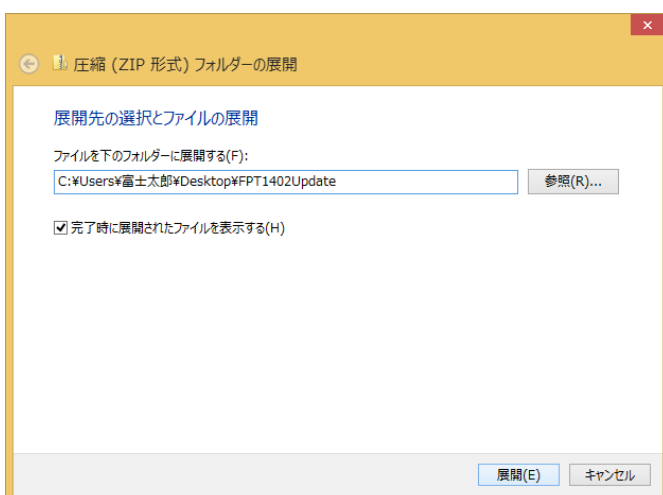 圧縮 (ZIP 形式) フォルダーの展開
展開先の選択とファイルの展開
ファイルを下のフォルダーに展開する(F):
C:¥Users¥富士太郎¥Desktop¥FPT1402Update
参照(R)...
完了時に展開されたファイルを表示する(H)
展開(E)
キャンセル